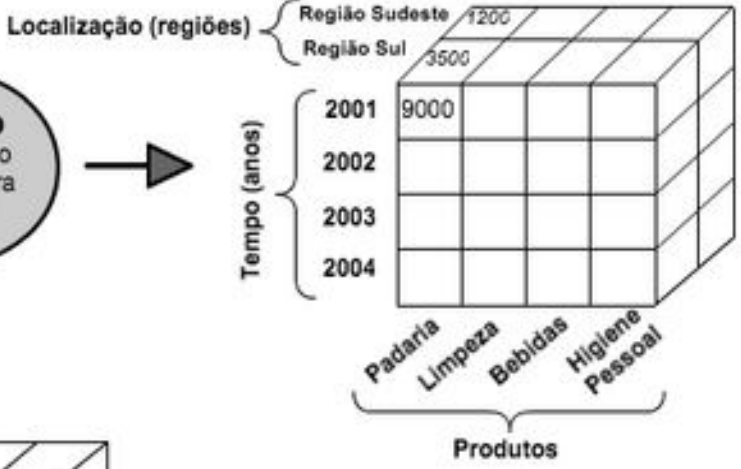 Localização (regiões)
Região Sudeste
Região Sul
1200
3500
Tempo (anos)
2001
9000
2002
2003
2004
Padaria
Limpeza
Bebidas
Higiene
Pessoal
Produtos